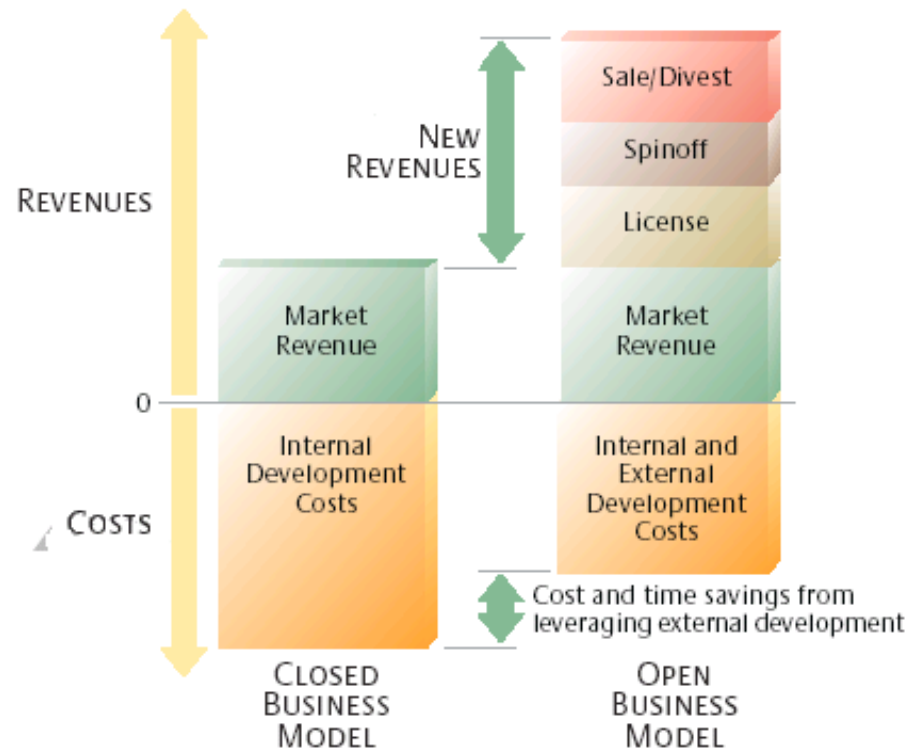 Sale/Divest
NEW
REVENUES
Spinoff
REVENUES
License
Market
Revenue
Market
Revenue
0
Internal
Development
Costs
Internal and
External
Development
Costs
COSTS
Cost and time savings from
leveraging external development
CLOSED
BUSINESS
MODEL
OPEN
BUSINESS
MODEL